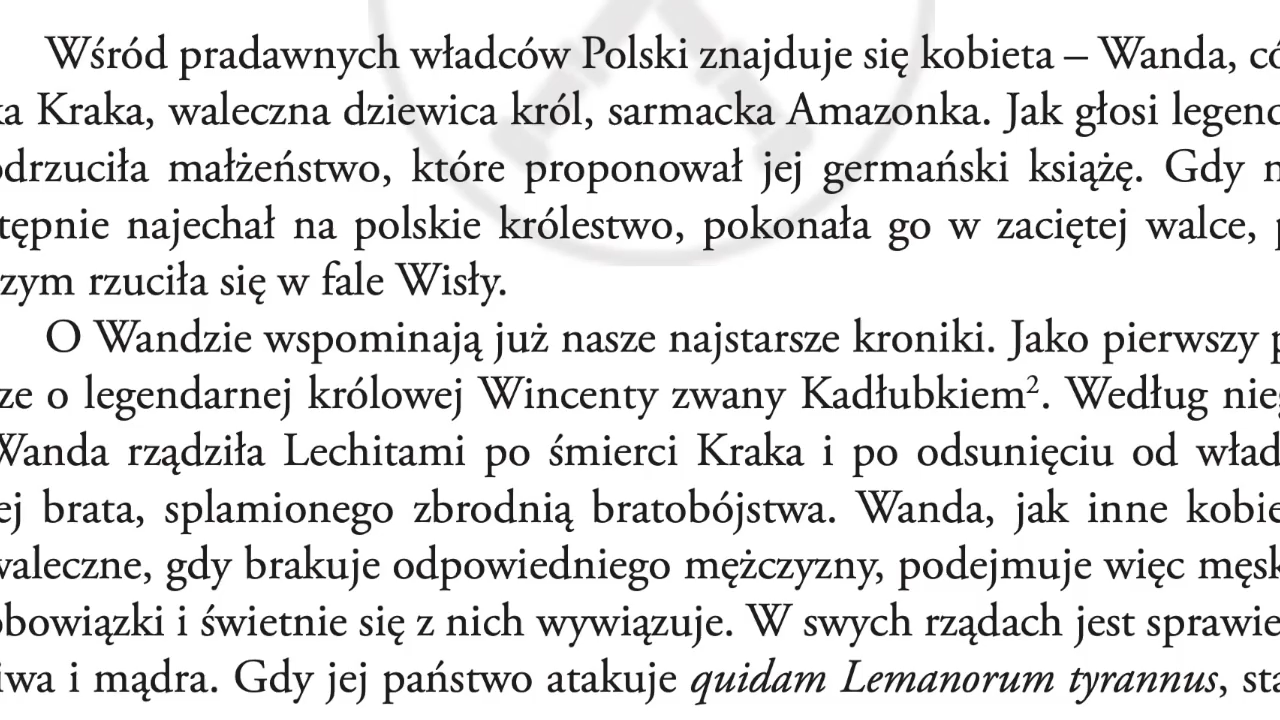 Wśród pradawnych władców Polski znajduje się kobieta – Wanda, có
ka Kraka, waleczna dziewica król, sarmacka Amazonka. Jak głosi legend
odrzuciła małżeństwo, które proponował jej germański książę. Gdy n
tępnie najechał na polskie królestwo, pokonała go w zaciętej walce, p
zym rzuciła się w fale Wisły.
O Wandzie wspominają już nasze najstarsze kroniki. Jako pierwszy p
ze o legendarnej królowej Wincenty zwany Kadłubkiem². Według nieg
Wanda rządziła Lechitami po śmierci Kraka i po odsunięciu od wład
ej brata, splamionego zbrodnią bratobójstwa. Wanda, jak inne kobie
waleczne, gdy brakuje odpowiedniego mężczyzny, podejmuje więc męsk
obowiązki i świetnie się z nich wywiązuje. W swych rządach jest sprawie
iwa i mądra. Gdy jej państwo atakuje quidam Lemanorum tyrannus, sta